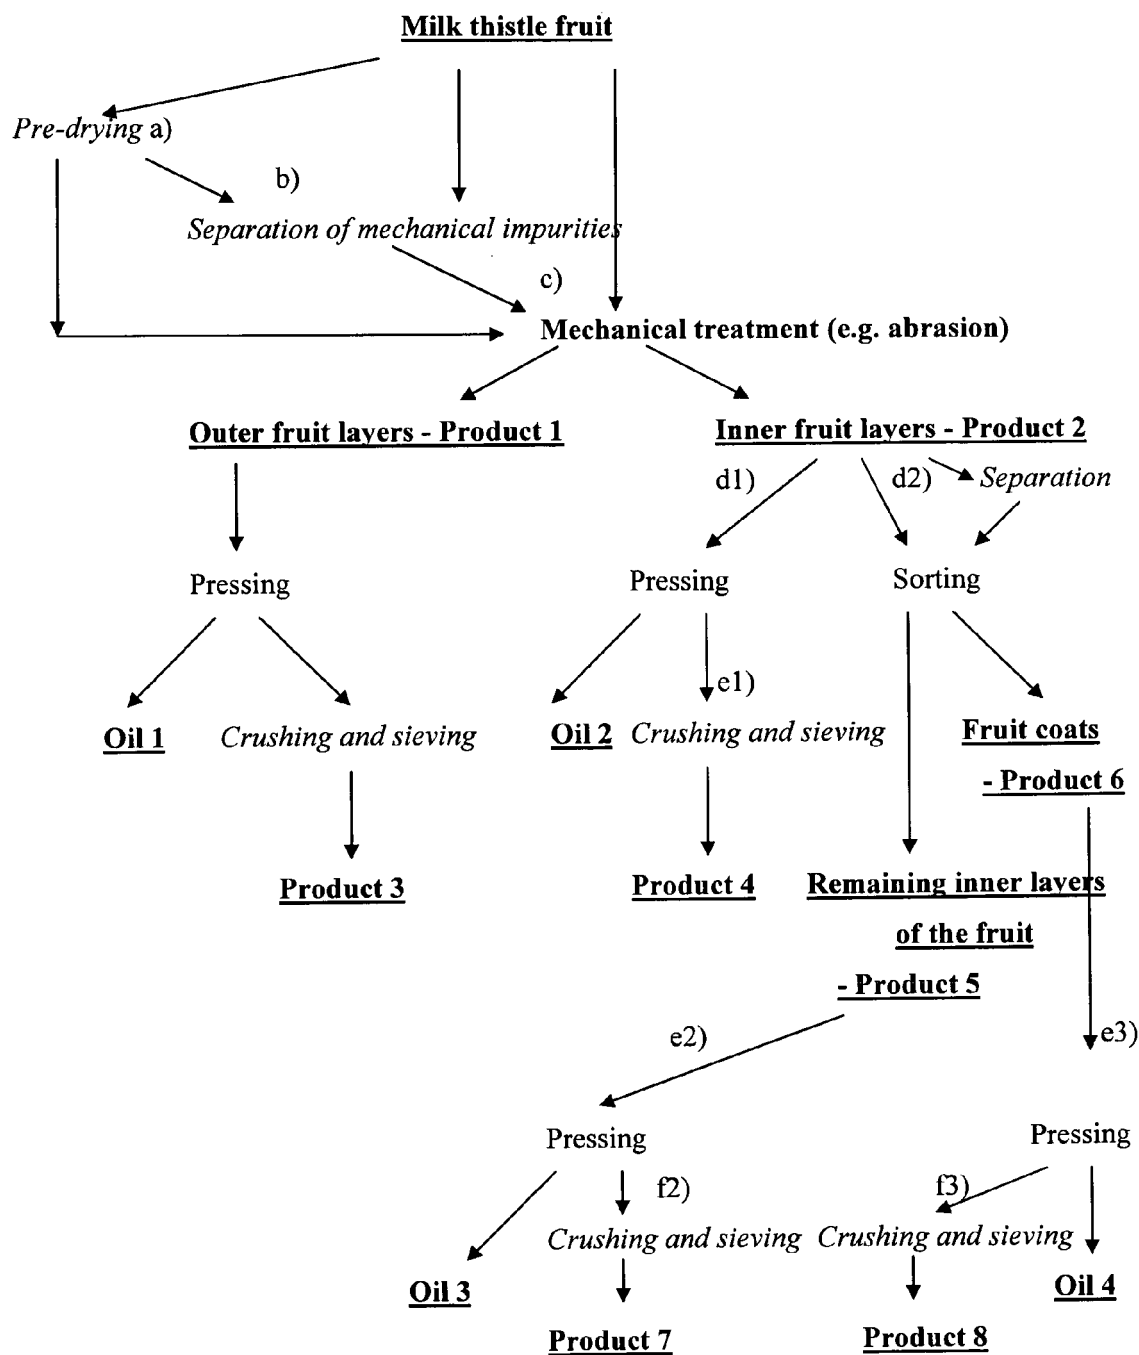 Milk thistle fruit
Pre-drying a)
b)
Separation of mechanical impurities
c)
Mechanical treatment (e.g. abrasion)
Outer fruit layers - Product 1
Inner fruit layers - Product 2
d1)
d2)
Separation
Pressing
Pressing
Sorting
e1)
Oil 1
Crushing and sieving
Oil 2
Crushing and sieving
Fruit coats
- Product 6
Product 3
Product 4
Remaining inner layers
of the fruit
- Product 5
e2)
e3)
Pressing
Pressing
f2)
f3)
Crushing and sieving
Crushing and sieving
Oil 3
Oil 4
Product 7
Product 8